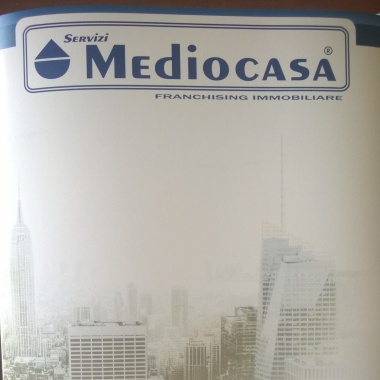 Servizi
MedioCASA®
FRANCHISING IMMOBILIARE